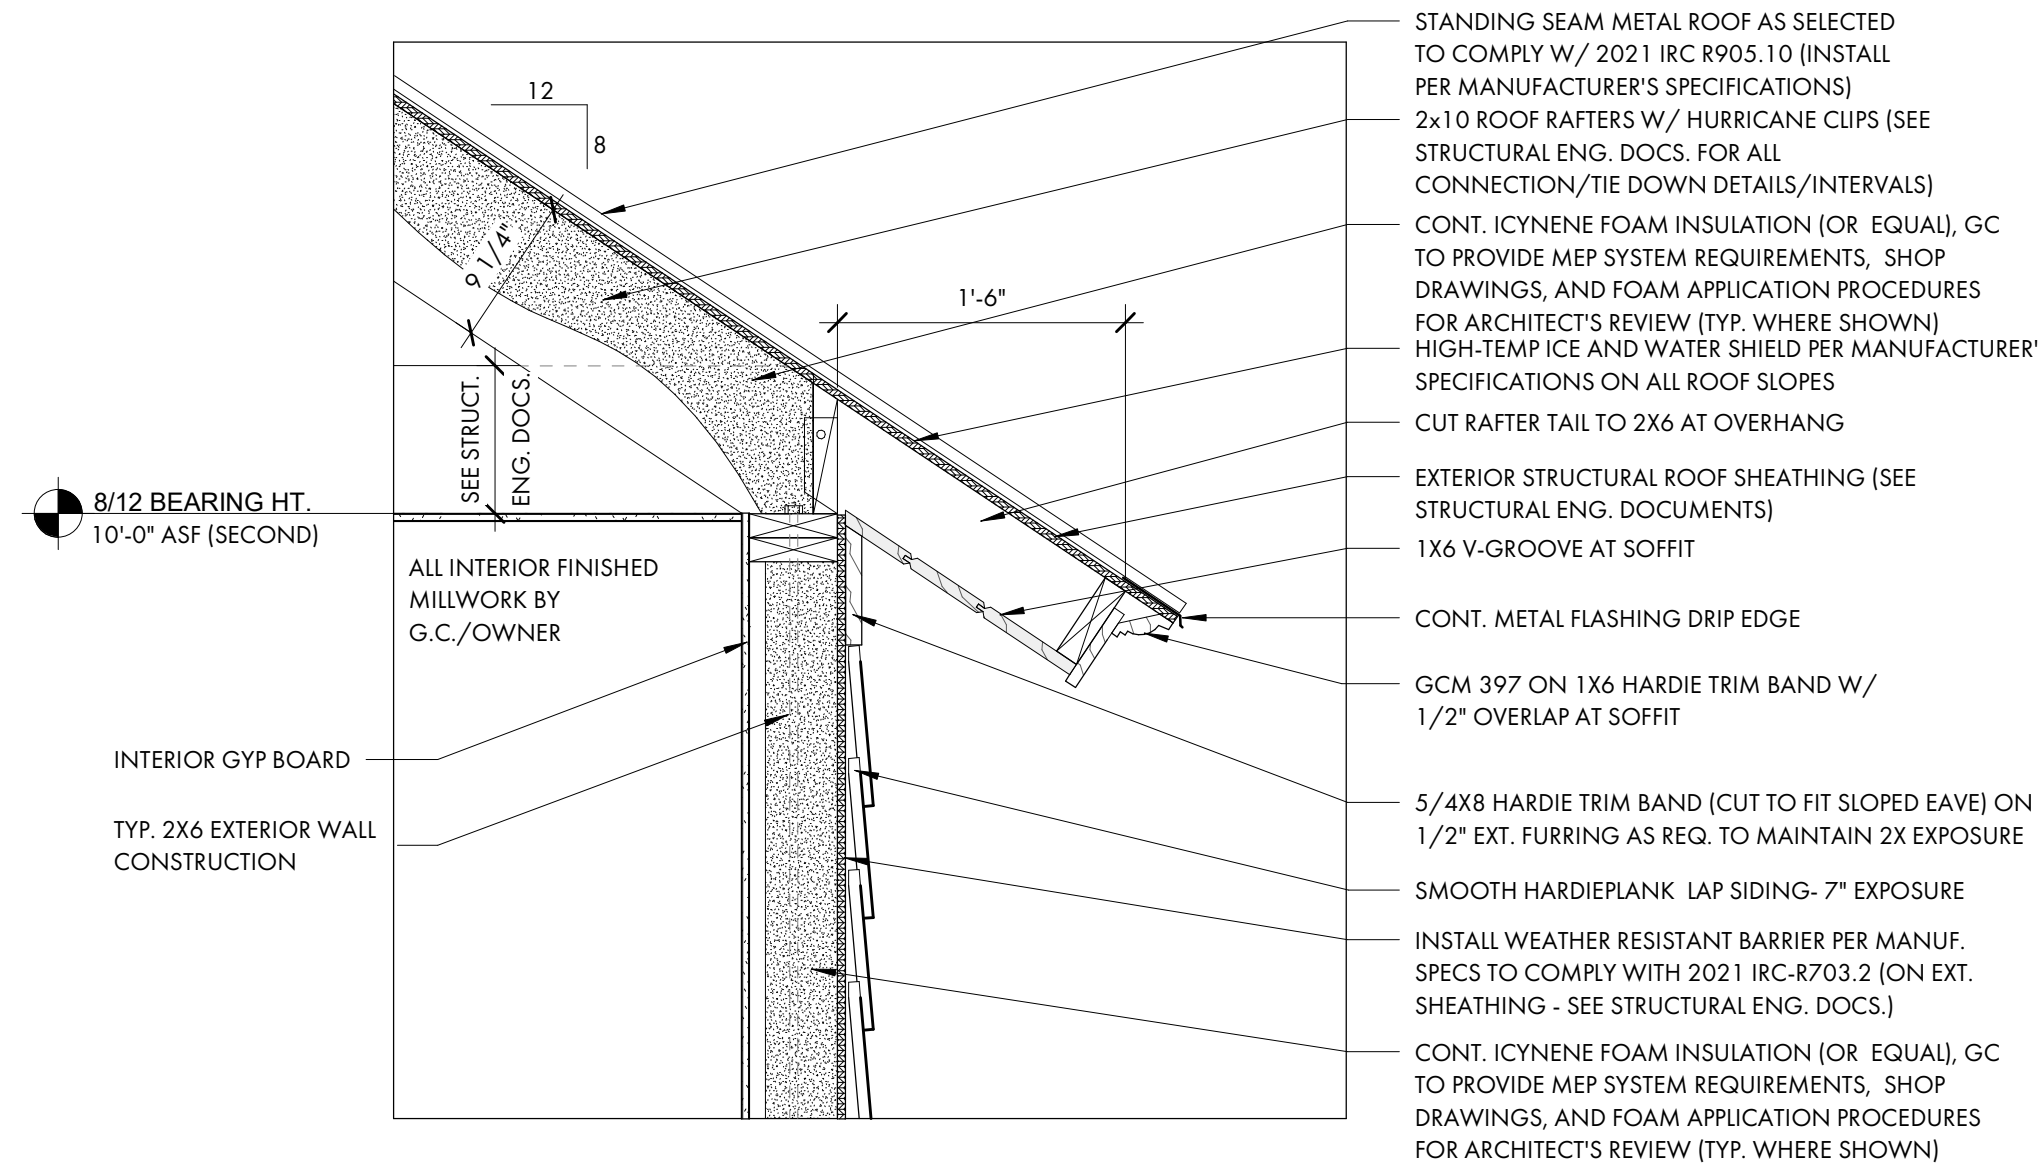 STANDING SEAM METAL ROOF AS SELECTED
TO COMPLY W/ 2021 IRC R905.10 (INSTALL
PER MANUFACTURER'S SPECIFICATIONS)
2x10 ROOF RAFTERS W/ HURRICANE CLIPS (SEE
STRUCTURAL ENG. DOCS. FOR ALL
CONNECTION/TIE DOWN DETAILS/INTERVALS)
CONT. ICYNENE FOAM INSULATION (OR EQUAL), GC
TO PROVIDE MEP SYSTEM REQUIREMENTS, SHOP
DRAWINGS, AND FOAM APPLICATION PROCEDURES
FOR ARCHITECT'S REVIEW (TYP. WHERE SHOWN)
HIGH-TEMP ICE AND WATER SHIELD PER MANUFACTURER'
SPECIFICATIONS ON ALL ROOF SLOPES
CUT RAFTER TAIL TO 2X6 AT OVERHANG
EXTERIOR STRUCTURAL ROOF SHEATHING (SEE
STRUCTURAL ENG. DOCUMENTS)
1X6 V-GROOVE AT SOFFIT
CONT. METAL FLASHING DRIP EDGE
GCM 397 ON 1X6 HARDIE TRIM BAND W/
1/2" OVERLAP AT SOFFIT
5/4X8 HARDIE TRIM BAND (CUT TO FIT SLOPED EAVE) ON
1/2" EXT. FURRING AS REQ. TO MAINTAIN 2X EXPOSURE
SMOOTH HARDIEPLANK LAP SIDING- 7" EXPOSURE
INSTALL WEATHER RESISTANT BARRIER PER MANUF.
SPECS TO COMPLY WITH 2021 IRC-R703.2 (ON EXT.
SHEATHING - SEE STRUCTURAL ENG. DOCS.)
CONT. ICYNENE FOAM INSULATION (OR EQUAL), GC
TO PROVIDE MEP SYSTEM REQUIREMENTS, SHOP
DRAWINGS, AND FOAM APPLICATION PROCEDURES
FOR ARCHITECT'S REVIEW (TYP. WHERE SHOWN)
12
8
9 1/4"
1'-6"
SEE STRUCT.
ENG. DOCS.
8/12 BEARING HT.
10'-0" ASF (SECOND)
ALL INTERIOR FINISHED
MILLWORK BY
G.C./OWNER
INTERIOR GYP BOARD
TYP. 2X6 EXTERIOR WALL
CONSTRUCTION